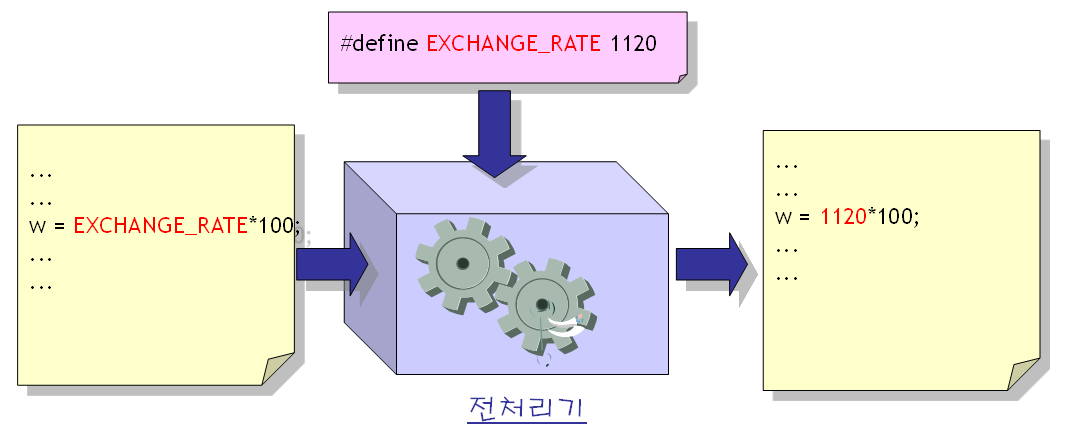 #define EXCHANGE_RATE 1120
...
...
w = EXCHANGE_RATE*100;
...
...
...
...
w = 1120*100;
...
...
전처리기